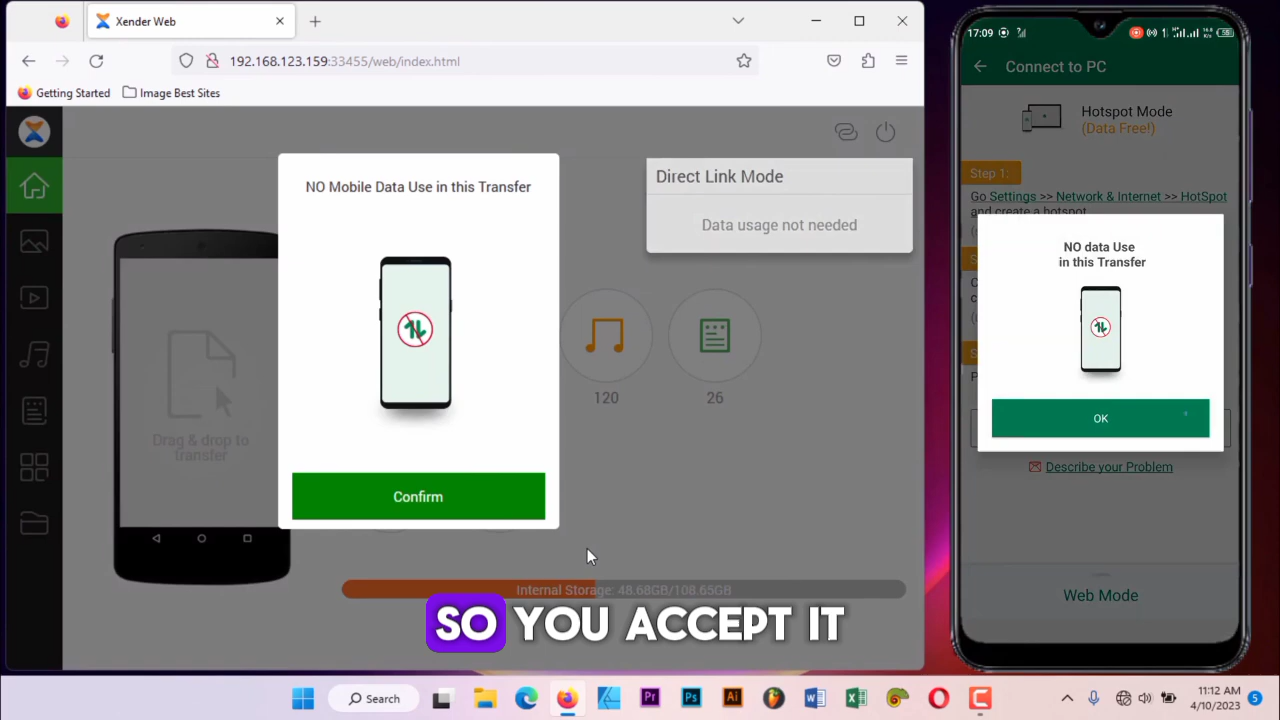 Xender Web
192.168.123.159:33455/web/index.html
Getting Started
Image Best Sites
NO Mobile Data Use in this Transfer
Confirm
Direct Link Mode
Data usage not needed
Drag & drop to
transfer
120
26
Internal Storage: 48.68GB/108.65GB
SO YOU ACCEPT IT
17:09
Connect to PC
Hotspot Mode
(Data Free!)
Step 1:
Go Settings >> Network & Internet >> HotSpot
and create a hotspot
NO data Use
in this Transfer
OK
Describe your Problem
Web Mode
Search
Pr
Ps
Ai
11:12 AM
4/10/2023
5